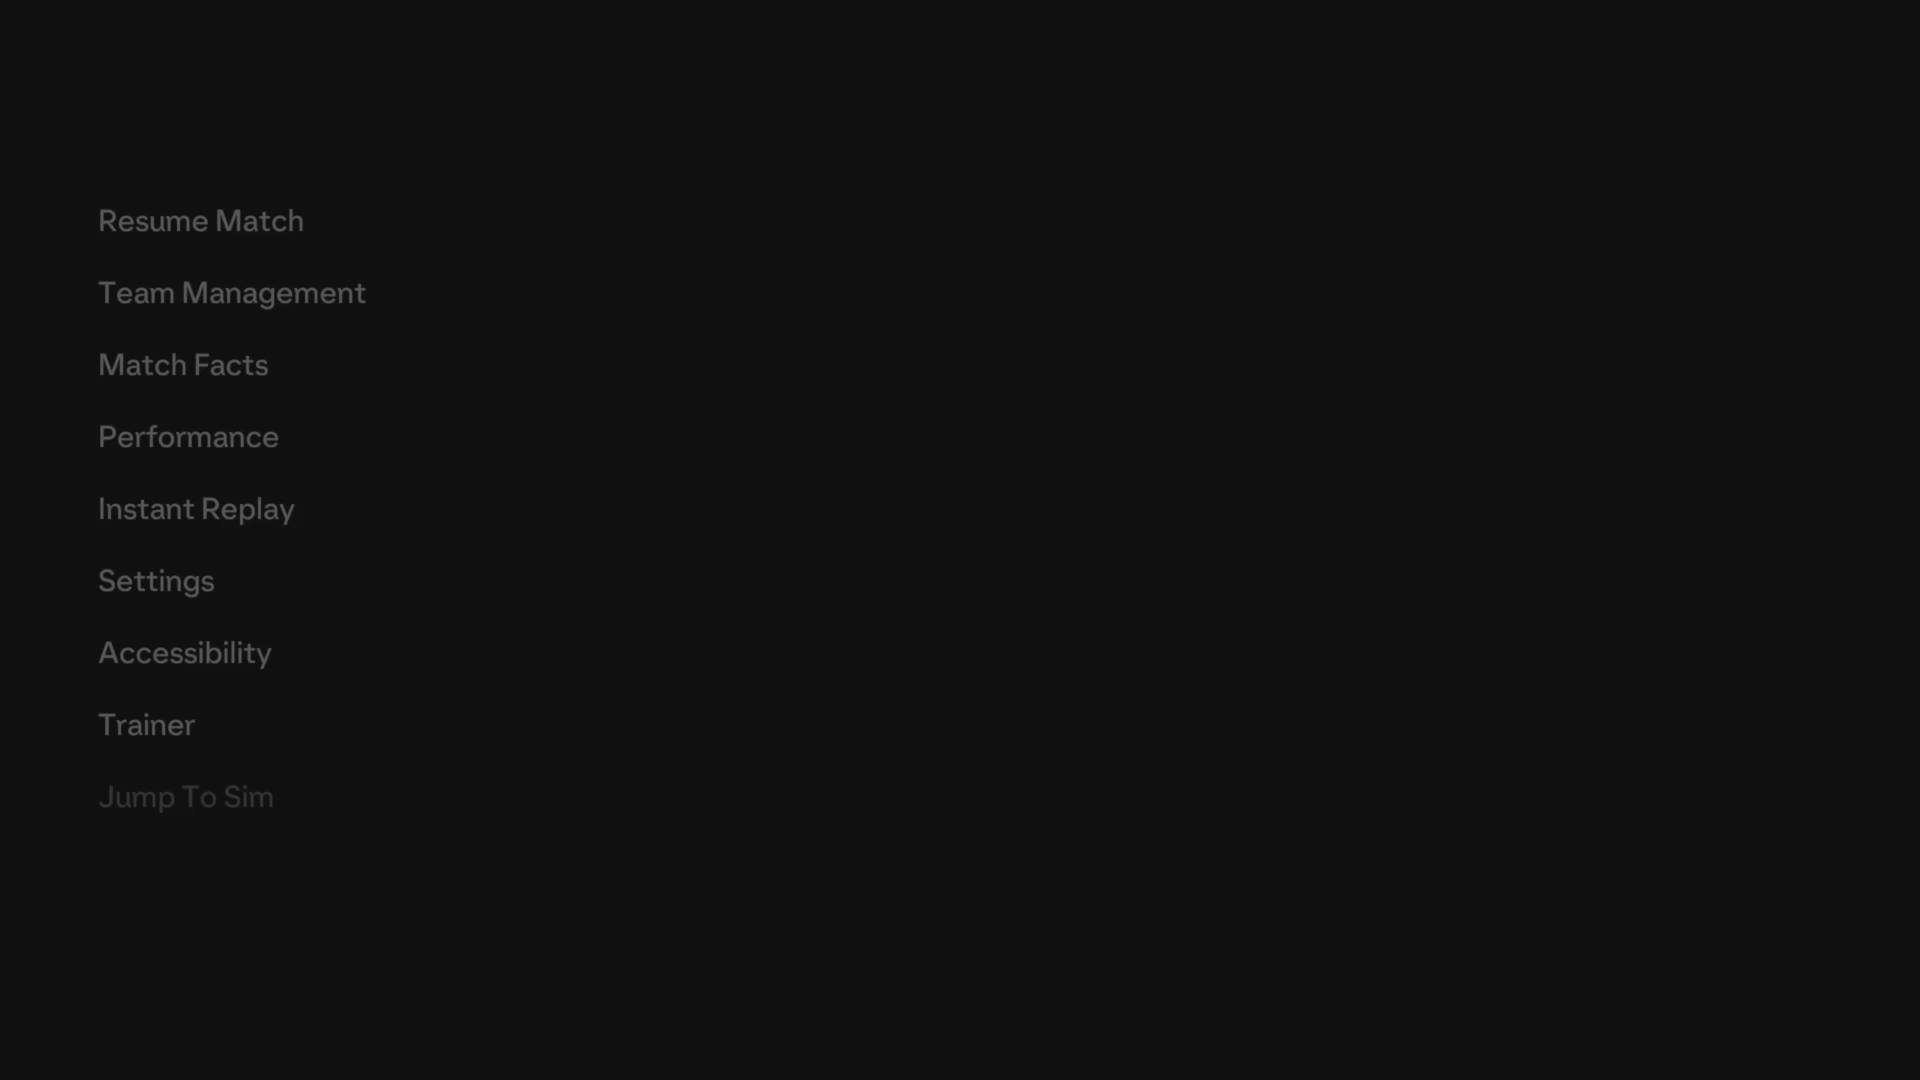 Resume Match
Team Management
Match Facts
Performance
Instant Replay
Settings
Accessibility
Trainer
Jump To Sim